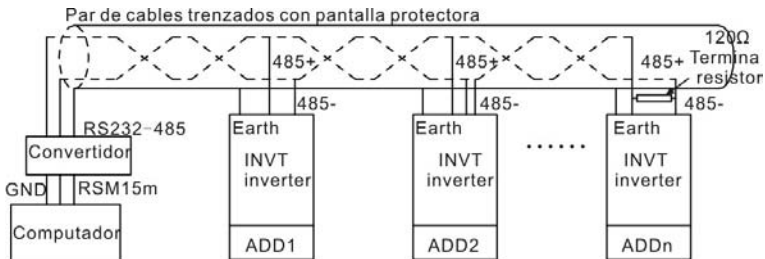 Par de cables trenzados con pantalla protectora
120Ω
485+
485+
485+
Termina
resistor
485-
485-
485-
RS232-485
Earth
Earth
Earth
Convertidor
INVT
inverter
INVT
inverter
......
INVT
inverter
GND
RSM15m
Computador
ADD1
ADD2
ADDn